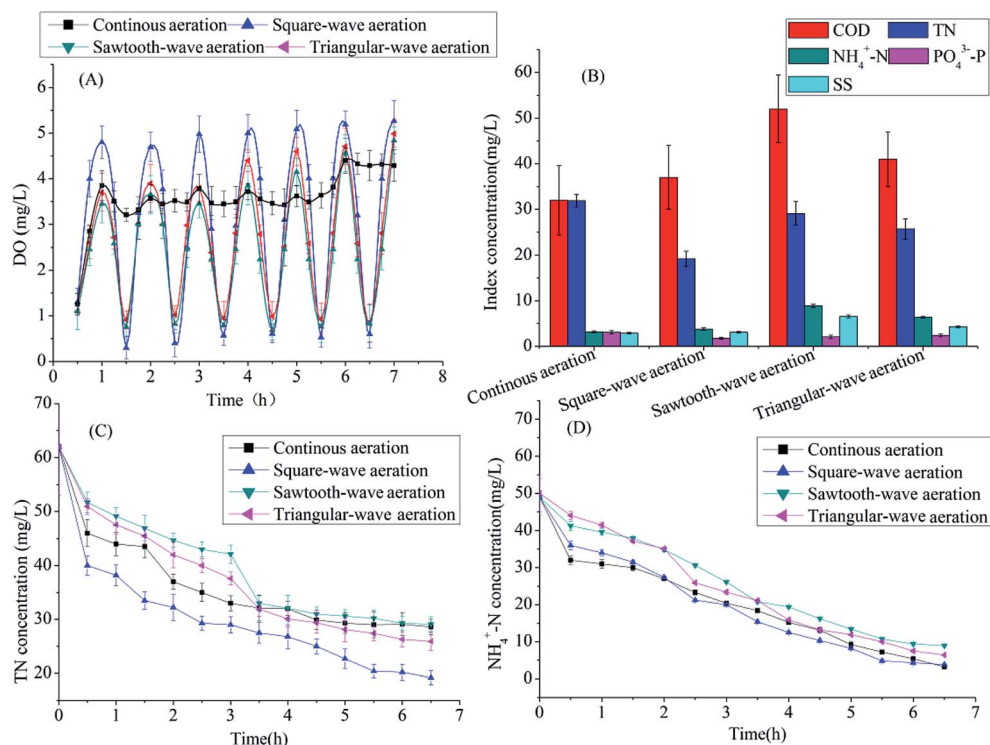 Continous aeration Square-wave aeration
Sawtooth-wave aeration Triangular-wave aeration
(A)
6
5
4
3
2
1
0
DO (mg/L)
0 1 2 3 4 5 6 7 8
Time（h）
COD TN
NH₄⁺-N PO₄³⁻-P
SS
(B)
60
50
40
30
20
10
0
Index concentration(mg/L)
Continous aeration
Square-wave aeration
Sawtooth-wave aeration
Triangular-wave aeration
(C)
Continous aeration
Square-wave aeration
Sawtooth-wave aeration
Triangular-wave aeration
70
60
50
40
30
20
TN concentration (mg/L)
0 1 2 3 4 5 6 7
Time(h)
(D)
Continous aeration
Square-wave aeration
Sawtooth-wave aeration
Triangular-wave aeration
70
60
50
40
30
20
10
0
NH₄⁺-N concentration(mg/L)
0 1 2 3 4 5 6 7
Time(h)